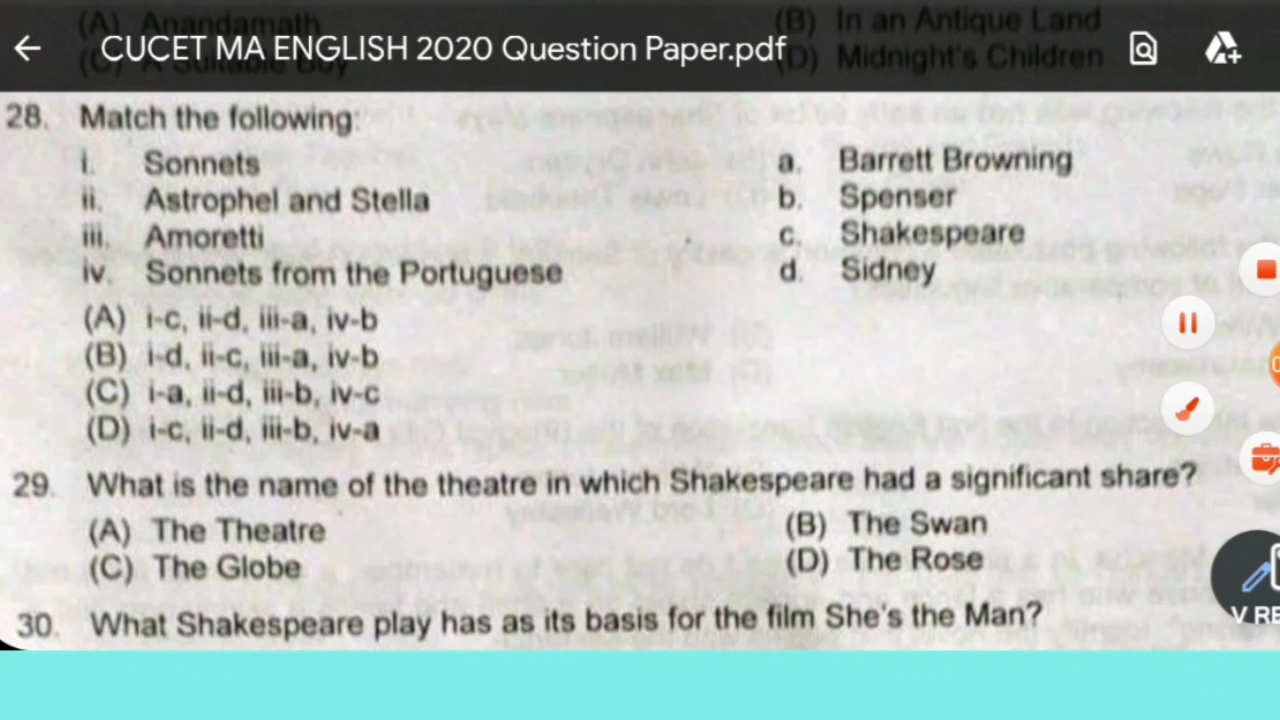 (A) Anandamath (B) In an Antique Land
CUCET MA ENGLISH 2020 Question Paper.pdf
(C) A Suitable Boy (D) Midnight's Children
28. Match the following:
i. Sonnets a. Barrett Browning
ii. Astrophel and Stella b. Spenser
iii. Amoretti c. Shakespeare
iv. Sonnets from the Portuguese d. Sidney
(A) i-c, ii-d, iii-a, iv-b
(B) i-d, ii-c, iii-a, iv-b
(C) i-a, ii-d, iii-b, iv-c
(D) i-c, ii-d, iii-b, iv-a
29. What is the name of the theatre in which Shakespeare had a significant share?
(A) The Theatre (B) The Swan
(C) The Globe (D) The Rose
30. What Shakespeare play has as its basis for the film She's the Man?
V RE